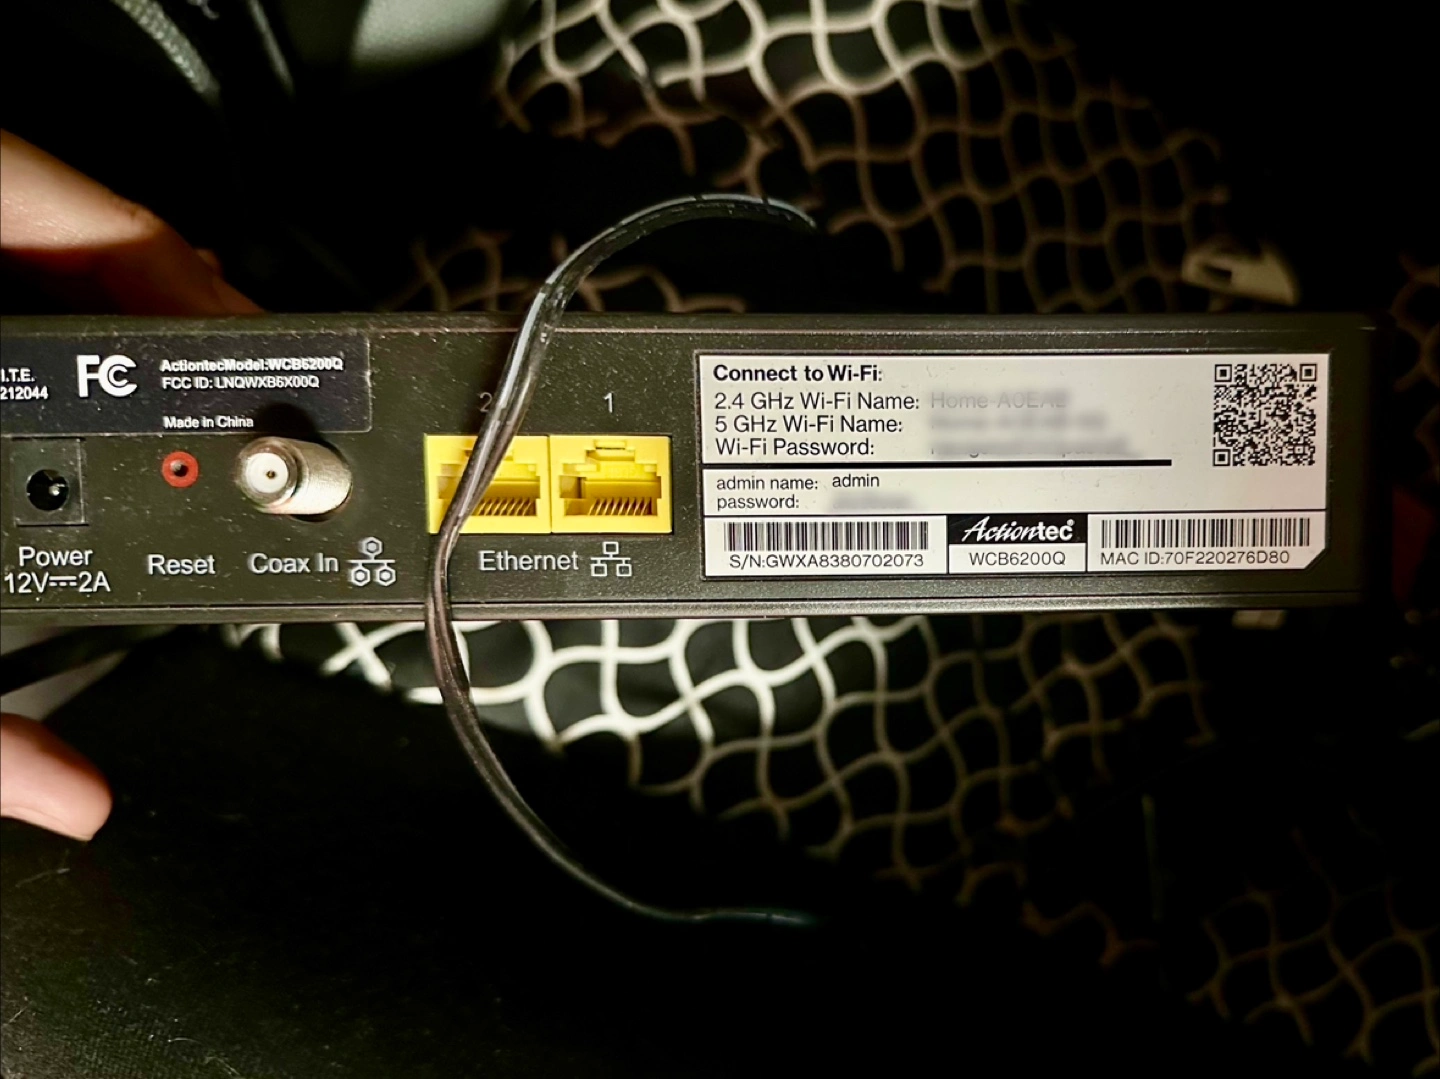 I.T.E.
212044
FC
ActiontecModel:WCB6200Q
FCC ID: LNQWXB6X00Q
Made in China
2
1
Power
12V⎓2A
Reset
Coax In
Ethernet
Connect to Wi-Fi:
2.4 GHz Wi-Fi Name:
5 GHz Wi-Fi Name:
Wi-Fi Password:
admin name: admin
password:
S/N:GWXA8380702073
Actiontec®
WCB6200Q
MAC ID:70F220276D80